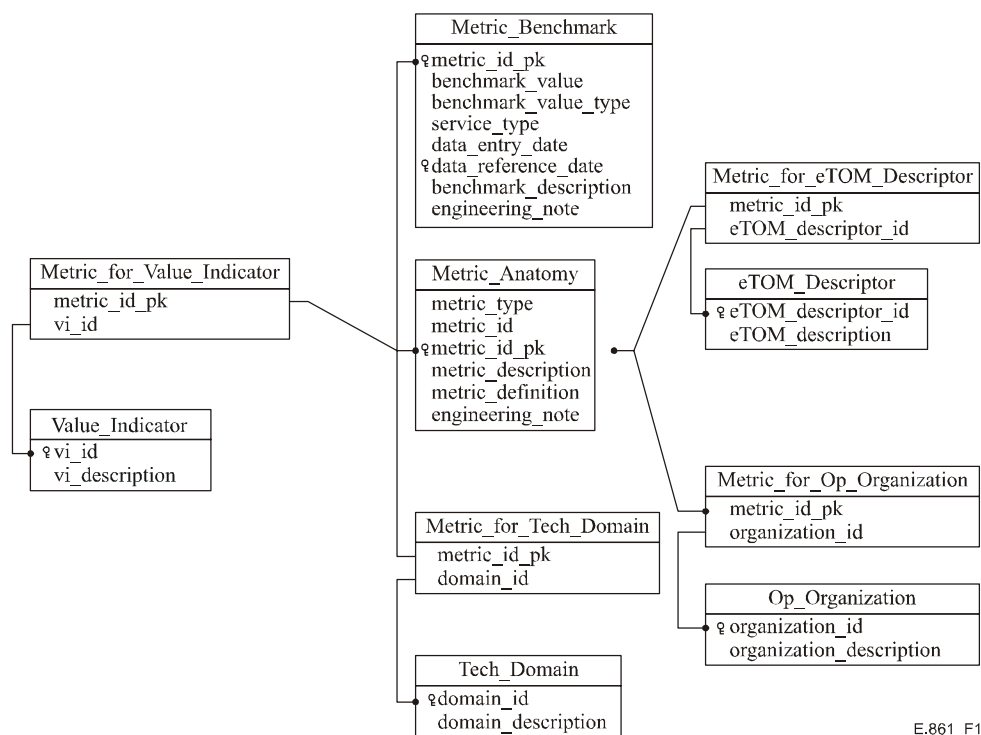 Metric_Benchmark
metric_id_pk
benchmark_value
benchmark_value_type
service_type
data_entry_date
data_reference_date
benchmark_description
engineering_note
Metric_for_eTOM_Descriptor
metric_id_pk
eTOM_descriptor_id
Metric_for_Value_Indicator
metric_id_pk
vi_id
Metric_Anatomy
metric_type
metric_id
metric_id_pk
metric_description
metric_definition
engineering_note
eTOM_Descriptor
eTOM_descriptor_id
eTOM_description
Value_Indicator
vi_id
vi_description
Metric_for_Op_Organization
metric_id_pk
organization_id
Metric_for_Tech_Domain
metric_id_pk
domain_id
Op_Organization
organization_id
organization_description
Tech_Domain
domain_id
domain_description
E.861_F1